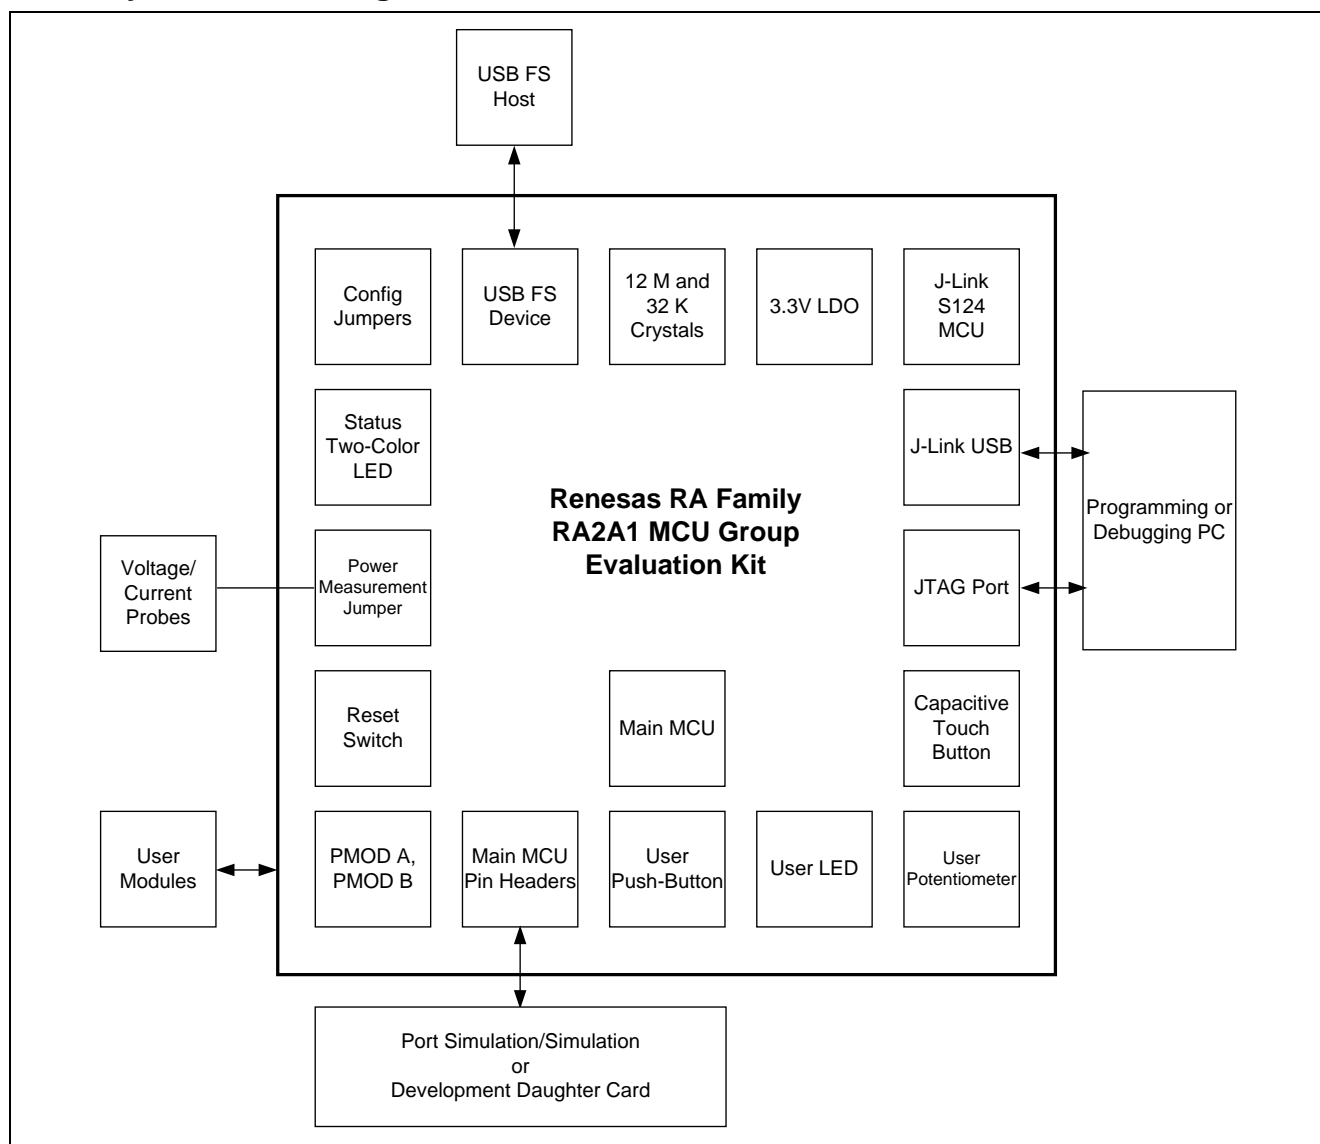 USB FS
Host
Config
Jumpers
USB FS
Device
12 M and
32 K
Crystals
3.3V LDO
J-Link
S124
MCU
Status
Two-Color
LED
J-Link USB
Renesas RA Family
RA2A1 MCU Group
Evaluation Kit
Programming or
Debugging PC
Voltage/
Current
Probes
Power
Measurement
Jumper
JTAG Port
Reset
Switch
Main MCU
Capacitive
Touch
Button
User
Modules
PMOD A,
PMOD B
Main MCU
Pin Headers
User
Push-Button
User LED
User
Potentiometer
Port Simulation/Simulation
or
Development Daughter Card